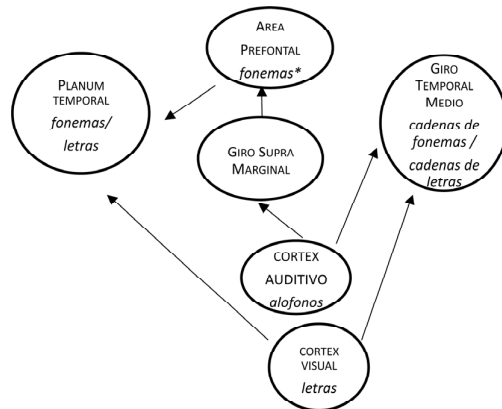 AREA
PREFONTAL
fonemas*
PLANUM
TEMPORAL
fonemas/
letras
GIRO
TEMPORAL
MEDIO
cadenas de
fonemas /
cadenas de
letras
GIRO SUPRA
MARGINAL
CORTEX
AUDITIVO
alofonos
CORTEX
VISUAL
letras